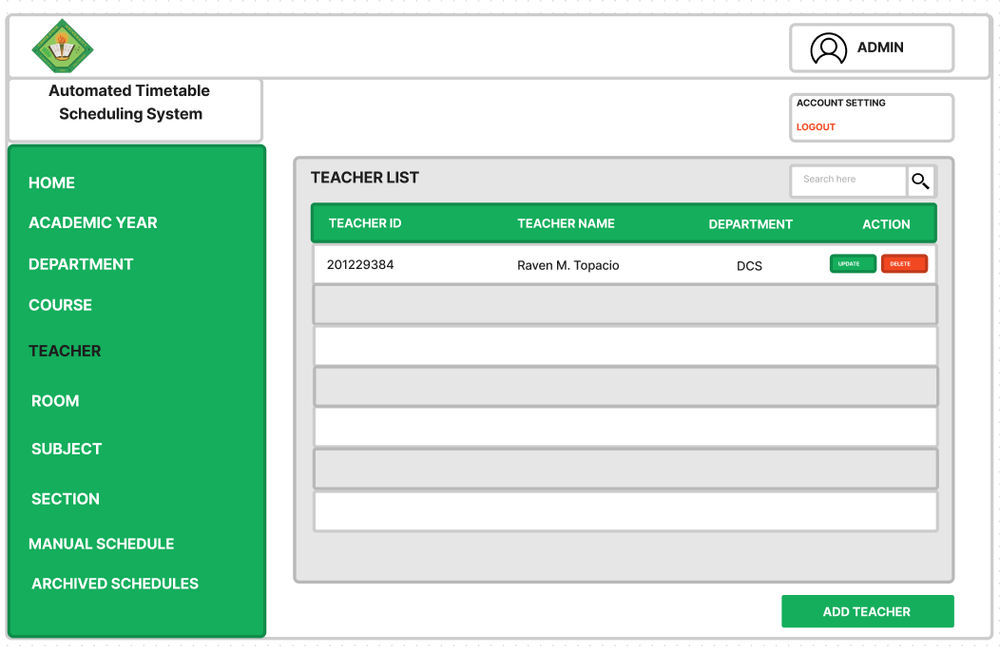 ADMIN
Automated Timetable
Scheduling System
ACCOUNT SETTING
LOGOUT
HOME
ACADEMIC YEAR
DEPARTMENT
COURSE
TEACHER
ROOM
SUBJECT
SECTION
MANUAL SCHEDULE
ARCHIVED SCHEDULES
TEACHER LIST
Search here
TEACHER ID TEACHER NAME DEPARTMENT ACTION
201229384 Raven M. Topacio DCS UPDATE DELETE
ADD TEACHER